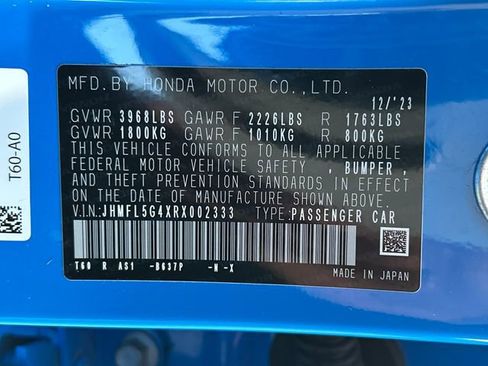 MFD.BY HONDA MOTOR CO.,LTD.
12/'23
GVWR 3968LBS GAWR F 2226LBS R 1763LBS
GVWR 1800KG GAWR F 1010KG R 800KG
THIS VEHICLE CONFORMS TO ALL APPLICABLE
FEDERAL MOTOR VEHICLE SAFETY , BUMPER ,
AND THEFT PREVENTION STANDARDS IN EFFECT
ON THE DATE OF MANUFACTURE SHOWN ABOVE.
V.I.N:JHMFL5G4XRX002333 TYPE:PASSENGER CAR
T60 R AS1 -B637P -M -X
MADE IN JAPAN
T60-A0